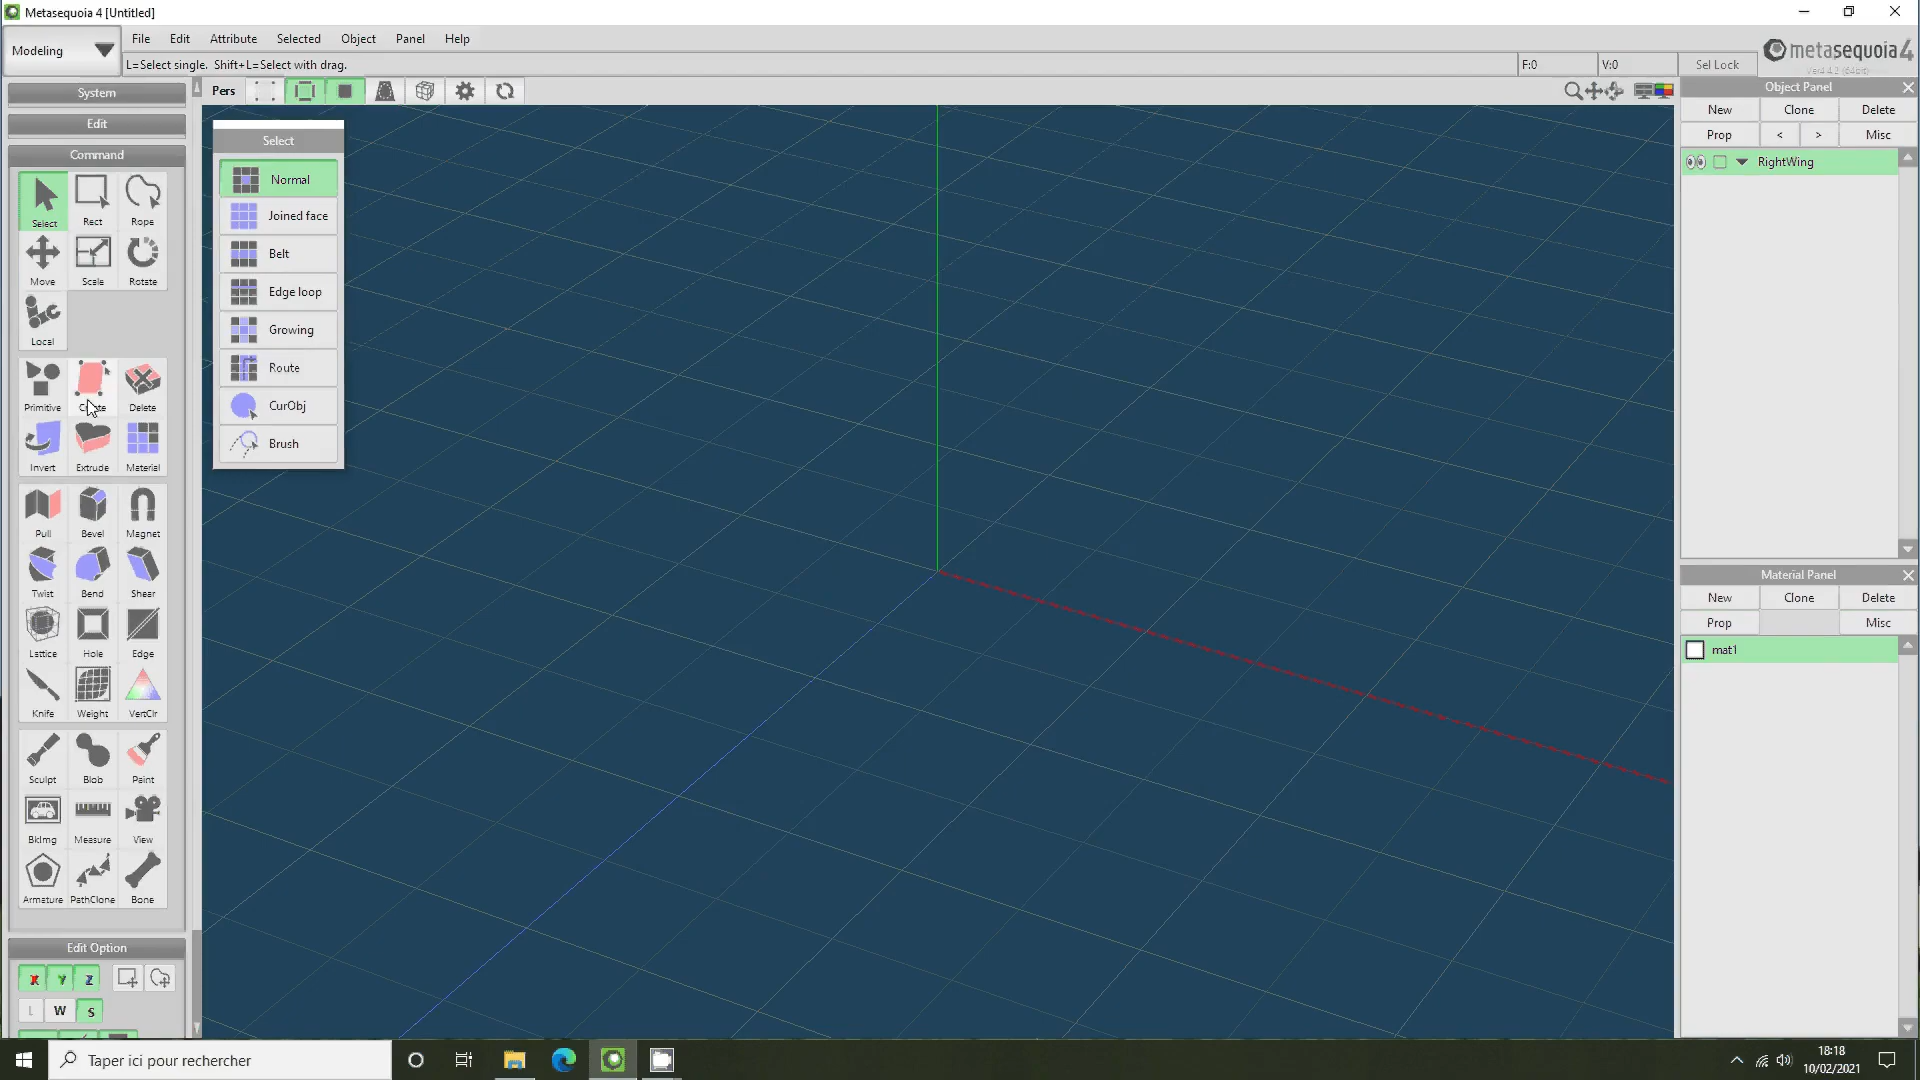 Metasequoia 4 [Untitled]
Modeling
File Edit Attribute Selected Object Panel Help
L=Select single. Shift+L=Select with drag.
F:0
V:0
Sel Lock
metasequoia 4
System
Edit
Command
Select Rect Rope
Move Scale Rotate
Local
Primitive Create Delete
Invert Extrude Material
Pull Bevel Magnet
Twist Bend Shear
Lattice Hole Edge
Knife Weight VertClr
Sculpt Blob Paint
BkImg Measure View
Armature PathClone Bone
Edit Option
X Y Z
L W S
Pers
Select
Normal
Joined face
Belt
Edge loop
Growing
Route
CurObj
Brush
Object Panel
New Clone Delete
Prop < > Misc
RightWing
Material Panel
New Clone Delete
Prop Misc
mat1
Taper ici pour rechercher
18:18
10/02/2021